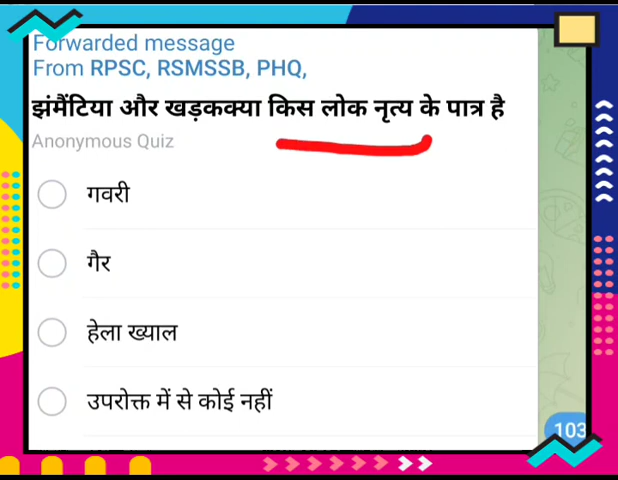 Forwarded message
From RPSC, RSMSSB, PHQ,
झंमैंटिया और खड़कक्या किस लोक नृत्य के पात्र है
Anonymous Quiz
गवरी
गैर
हेला ख्याल
उपरोक्त में से कोई नहीं
103